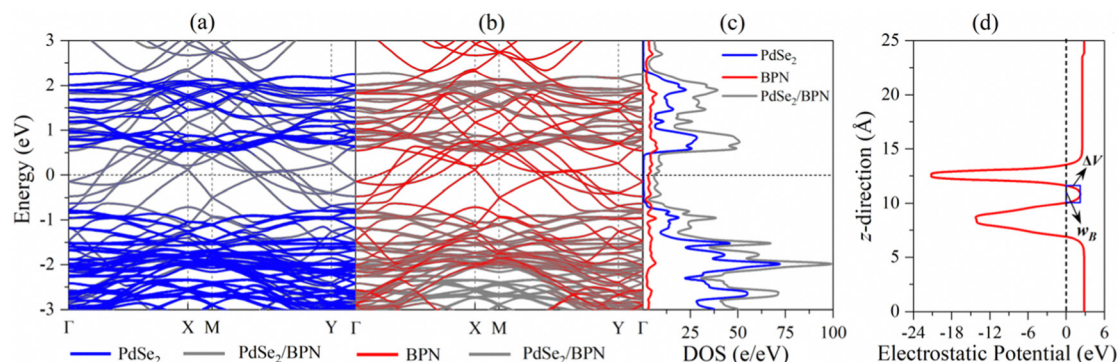 (a) (b) (c) (d)
Energy (eV)
3
2
1
0
-1
-2
-3
Γ X M Y Γ
X M Y Γ
PdSe₂
BPN
PdSe₂/BPN
0 25 50 75 100
DOS (e/eV)
z-direction (Å)
25
20
15
10
5
0
ΔV
w_B
-24 -18 -12 -6 0 6
Electrostatic Potential (eV)
PdSe₂ PdSe₂/BPN BPN PdSe₂/BPN